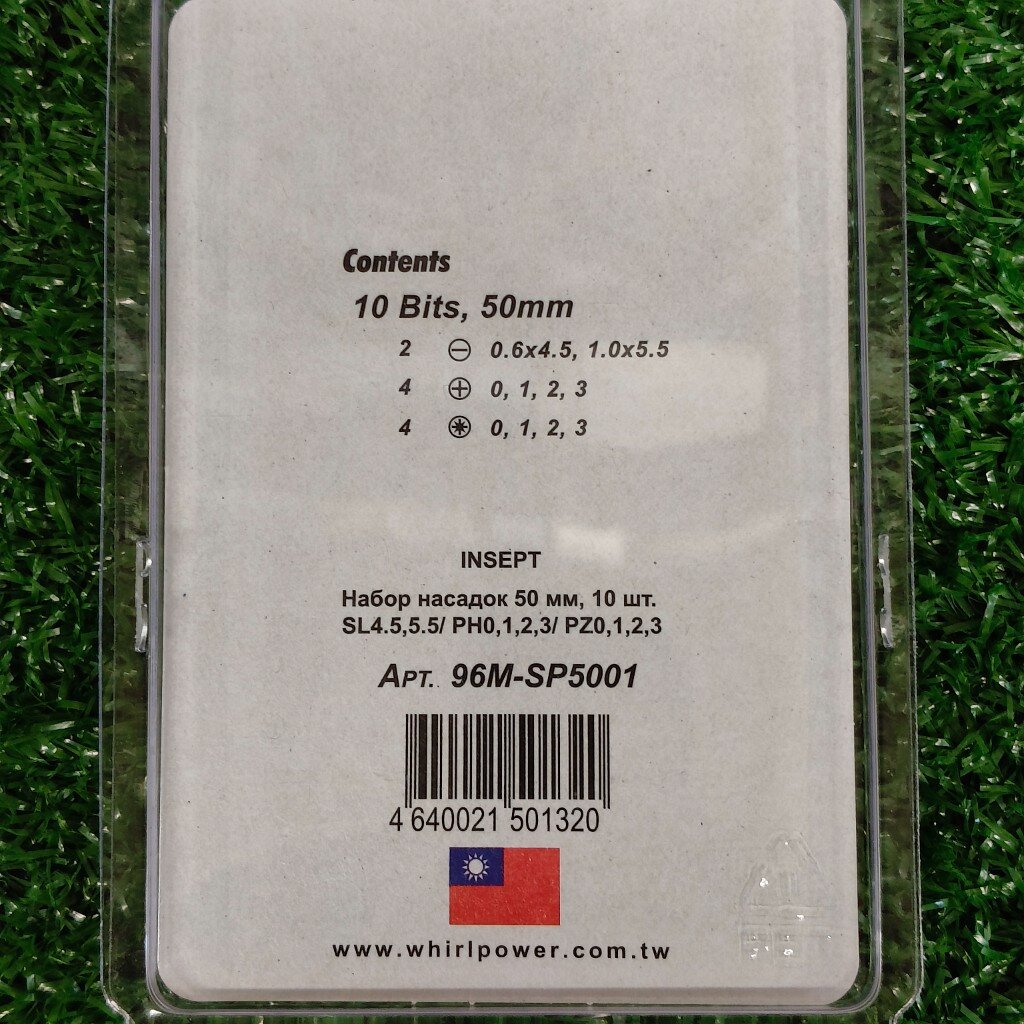 Contents
10 Bits, 50mm
2 ⊖ 0.6x4.5, 1.0x5.5
4 ⊕ 0, 1, 2, 3
4 0, 1, 2, 3
INSEPT
Набор насадок 50 мм, 10 шт.
SL4.5,5.5/ PH0,1,2,3/ PZ0,1,2,3
Арт. 96M-SP5001
4 640021 501320
www.whirlpower.com.tw